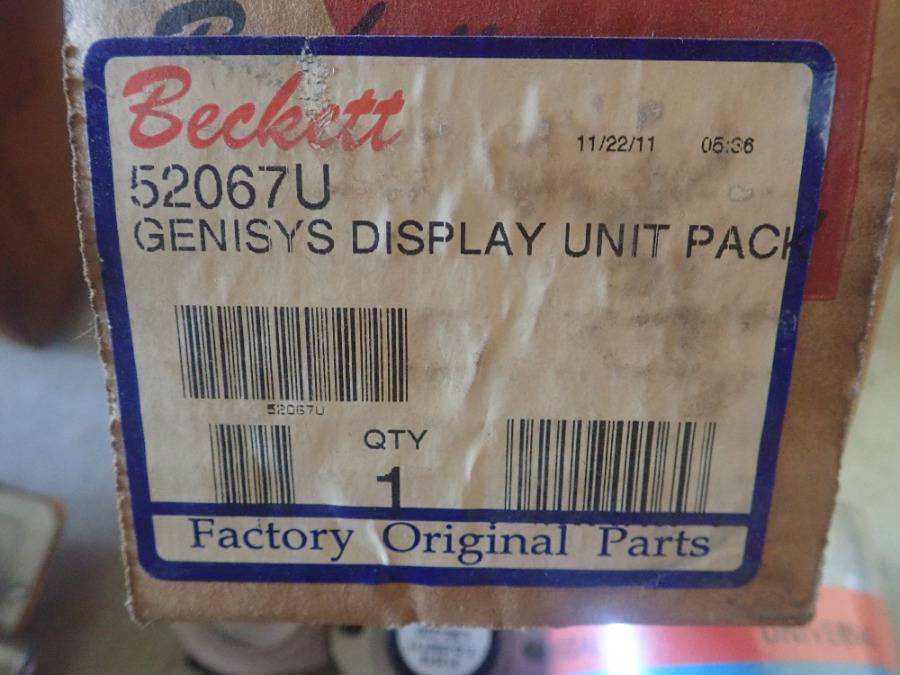 Beckett
11/22/11 05:36
52067U
GENISYS DISPLAY UNIT PACK
52067U
QTY
1
Factory Original Parts